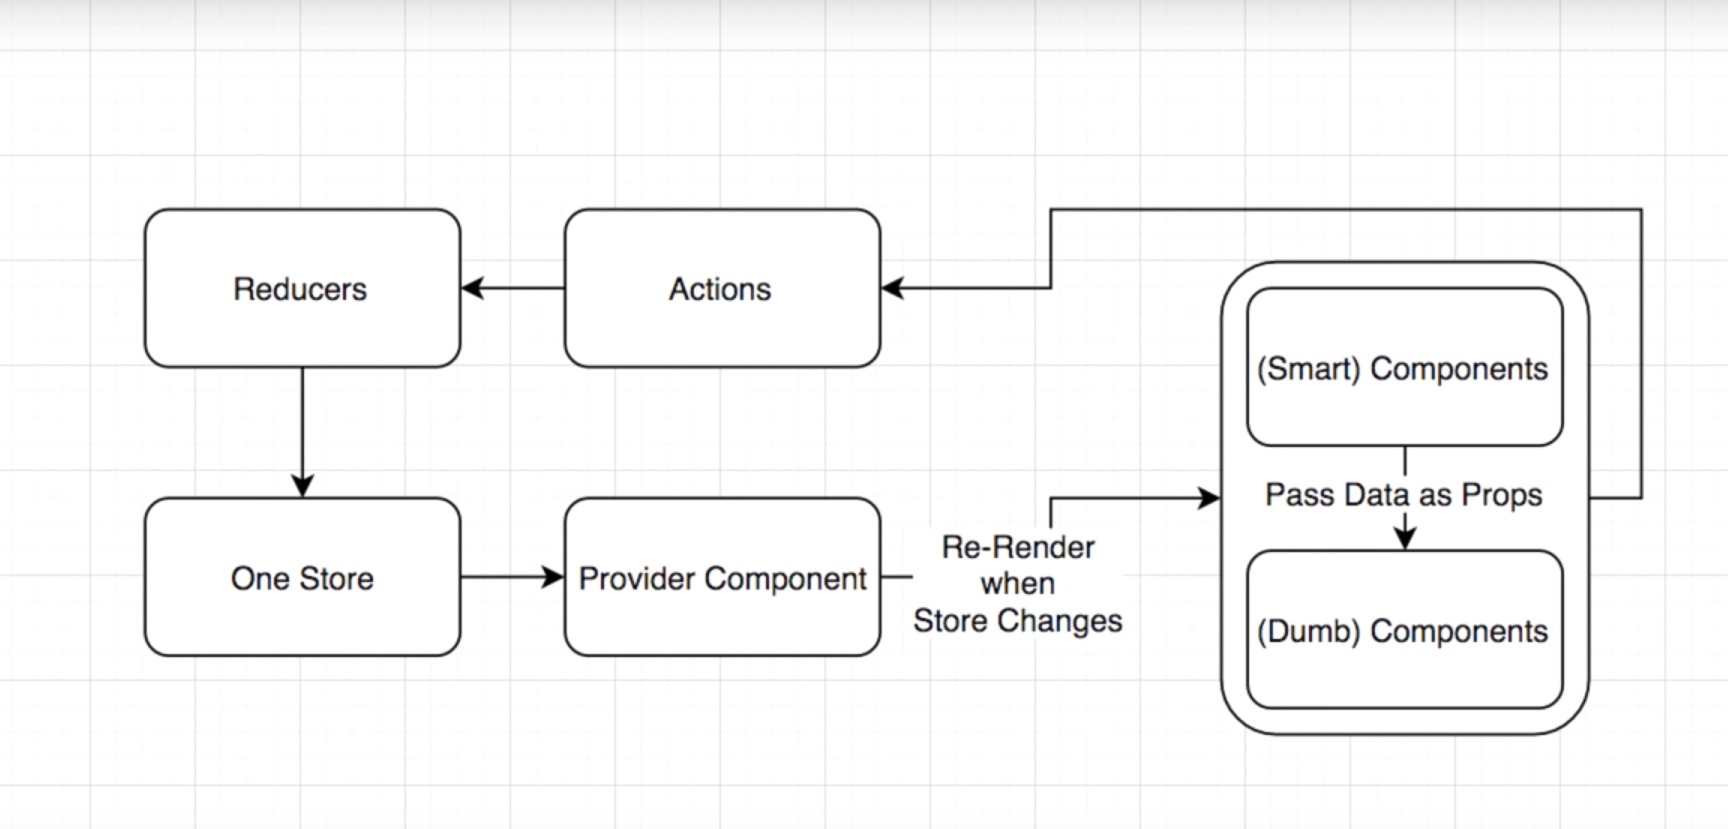 Reducers
Actions
(Smart) Components
Pass Data as Props
One Store
Provider Component
Re-Render
when
Store Changes
(Dumb) Components